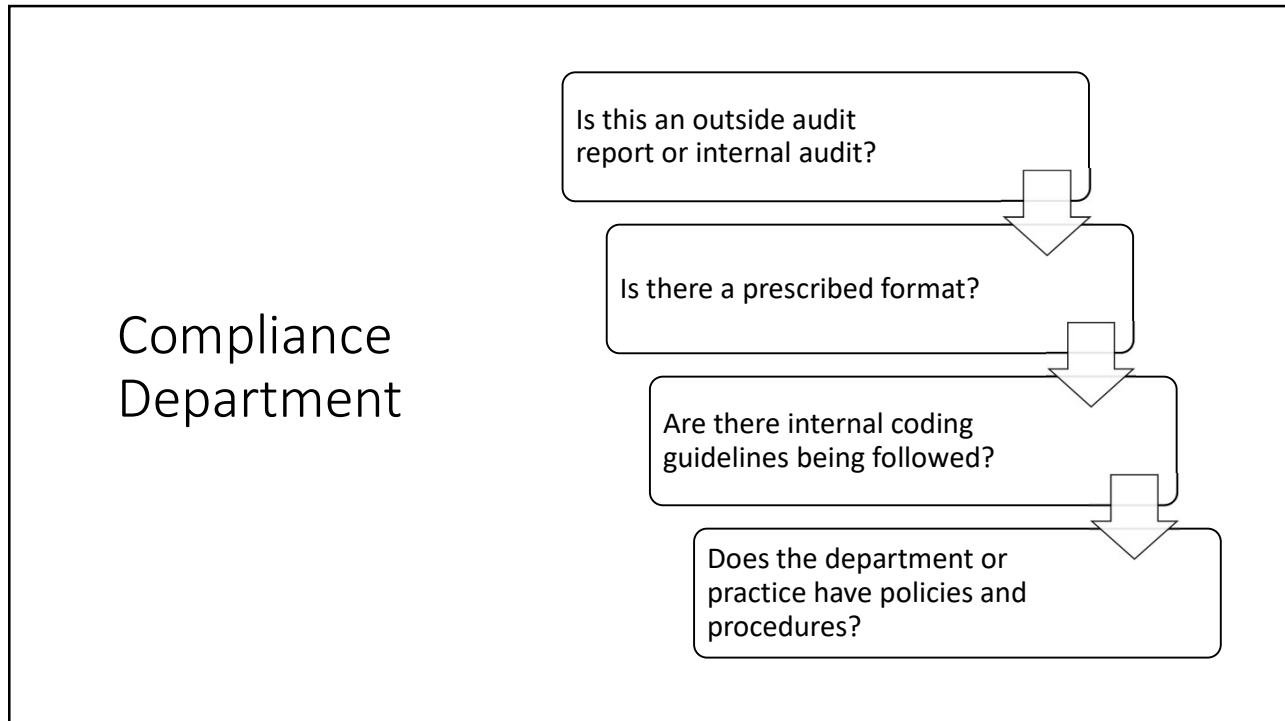 Compliance
Department
Is this an outside audit
report or internal audit?
Is there a prescribed format?
Are there internal coding
guidelines being followed?
Does the department or
practice have policies and
procedures?